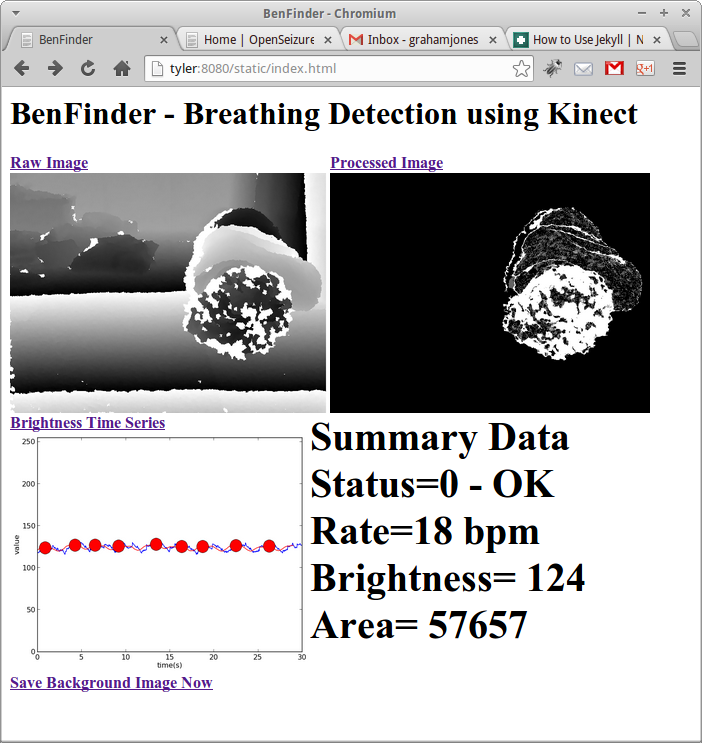 BenFinder - Chromium
BenFinder
Home | OpenSeizure
Inbox - grahamjones
How to Use Jekyll | N
tyler:8080/static/index.html
BenFinder - Breathing Detection using Kinect
Raw Image
Processed Image
Brightness Time Series
250
200
150
100
50
0
value
0 5 10 15 20 25 30
time(s)
Summary Data
Status=0 - OK
Rate=18 bpm
Brightness= 124
Area= 57657
Save Background Image Now